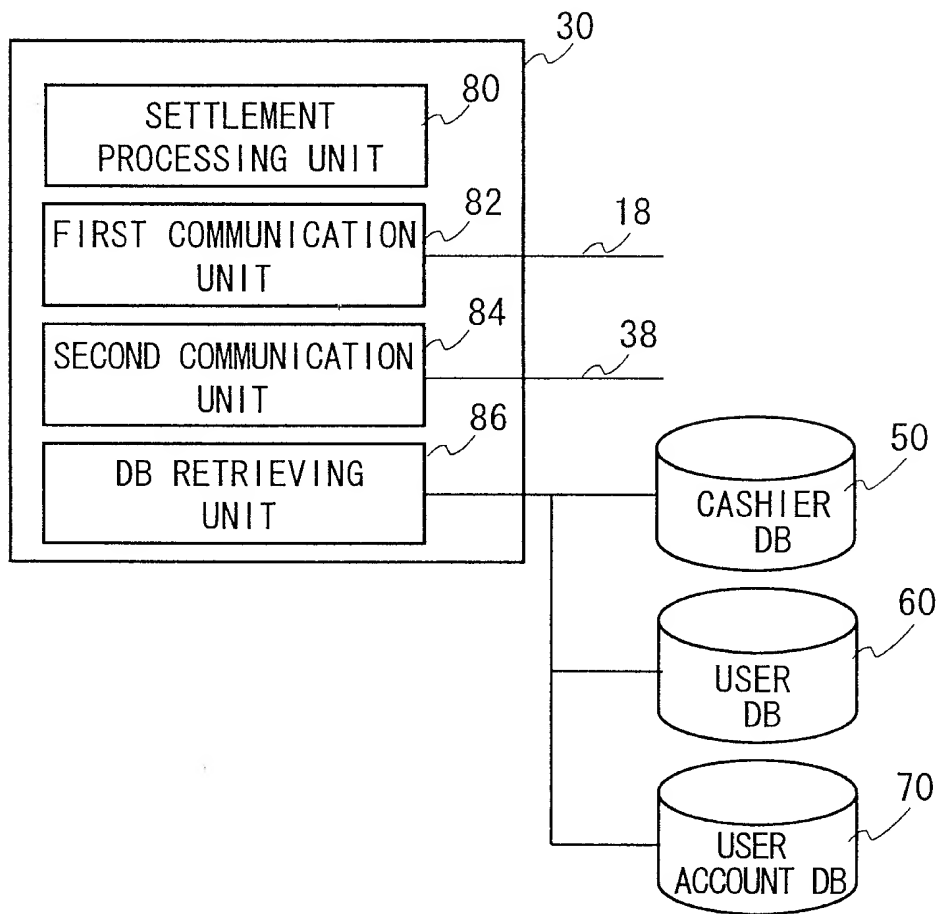 30
80
SETTLEMENT
PROCESSING UNIT
82
FIRST COMMUNICATION
UNIT
18
84
SECOND COMMUNICATION
UNIT
38
86
DB RETRIEVING
UNIT
50
CASHIER
DB
60
USER
DB
70
USER
ACCOUNT DB